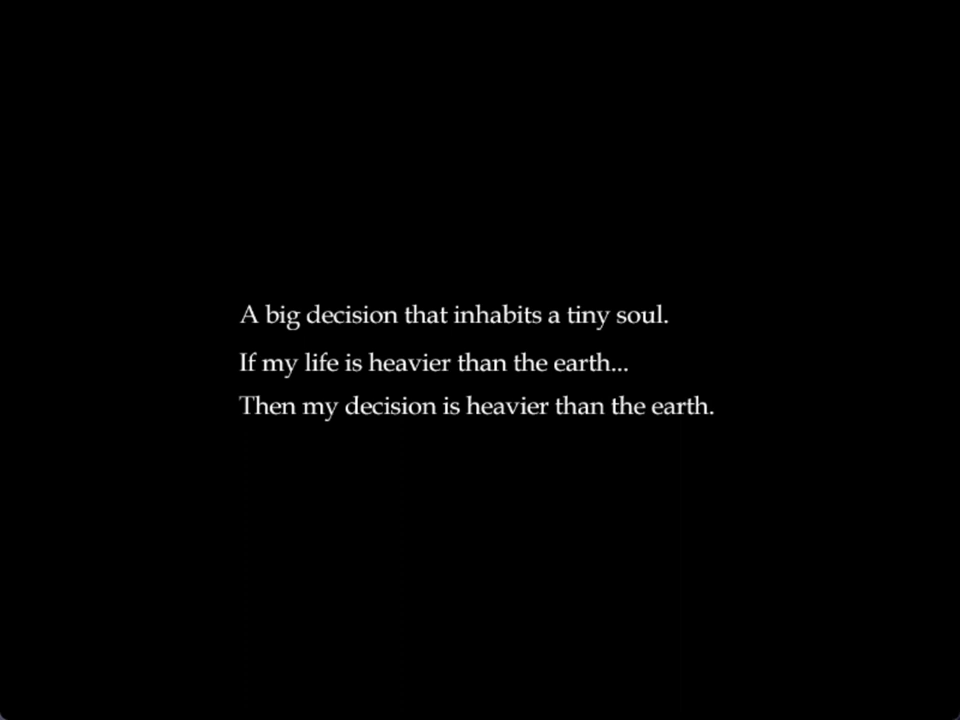 A big decision that inhabits a tiny soul.
If my life is heavier than the earth...
Then my decision is heavier than the earth.